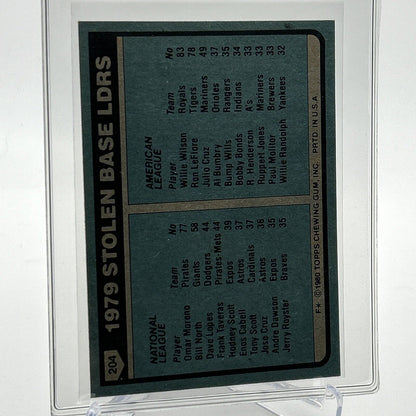 204 1979 STOLEN BASE LDRS
NATIONAL
LEAGUE
Player Team No
Omar Moreno Pirates 77
Bill North Giants 58
Dave Lopes Dodgers 44
Frank Taveras Pirates-Mets 44
Rodney Scott Expos 39
Enos Cabell Astros 37
Tony Scott Cardinals 37
Jose Cruz Astros 36
Andre Dawson Expos 35
Jerry Royster Braves 35
AMERICAN
LEAGUE
Player Team No
Willie Wilson Royals 83
Ron LeFlore Tigers 78
Julio Cruz Mariners 49
Al Bumbry Orioles 37
Bump Wills Rangers 35
Bobby Bonds Indians 34
R Henderson A's 33
Ruppert Jones Mariners 33
Paul Molitor Brewers 33
Willie Randolph Yankees 32
F* © 1980 TOPPS CHEWING GUM, INC. PRTD. IN U.S.A.